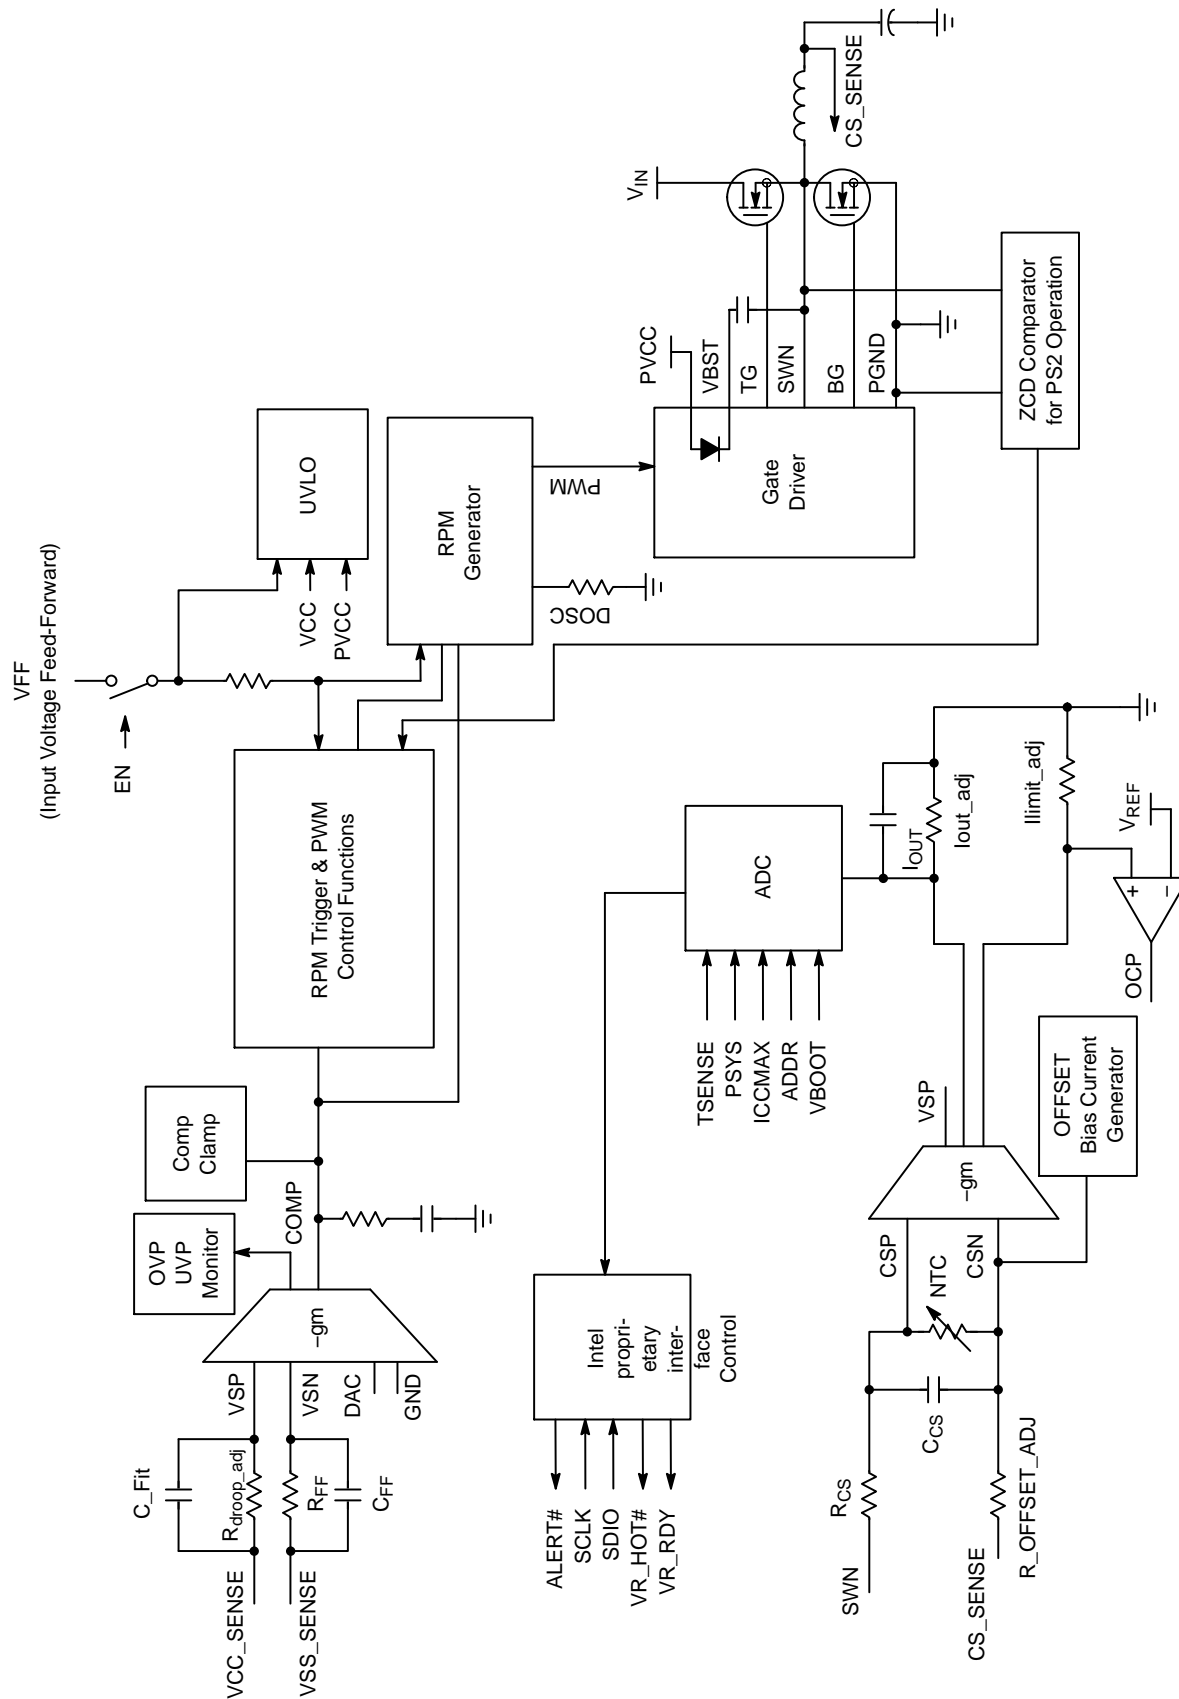 VFF
(Input Voltage Feed-Forward)
EN
UVLO
VCC
PVCC
RPM
Generator
PWM
DOSC
RPM Trigger & PWM
Control Functions
Comp
Clamp
COMP
OVP
UVP
Monitor
-gm
VSP
VSN
DAC
GND
C_Fit
Rdroop_adj
RFF
CFF
VCC_SENSE
VSS_SENSE
VIN
CS_SENSE
PVCC
VBST
TG
SWN
BG
PGND
Gate
Driver
ZCD Comparator
for PS2 Operation
ADC
TSENSE
PSYS
ICCMAX
ADDR
VBOOT
IOUT
Iout_adj
Ilimit_adj
VREF
+
−
OCP
Intel
propri-
etary
inter-
face
Control
ALERT#
SCLK
SDIO
VR_HOT#
VR_RDY
OFFSET
Bias Current
Generator
VSP
-gm
CSP
CSN
NTC
CCS
RCS
SWN
CS_SENSE
R_OFFSET_ADJ